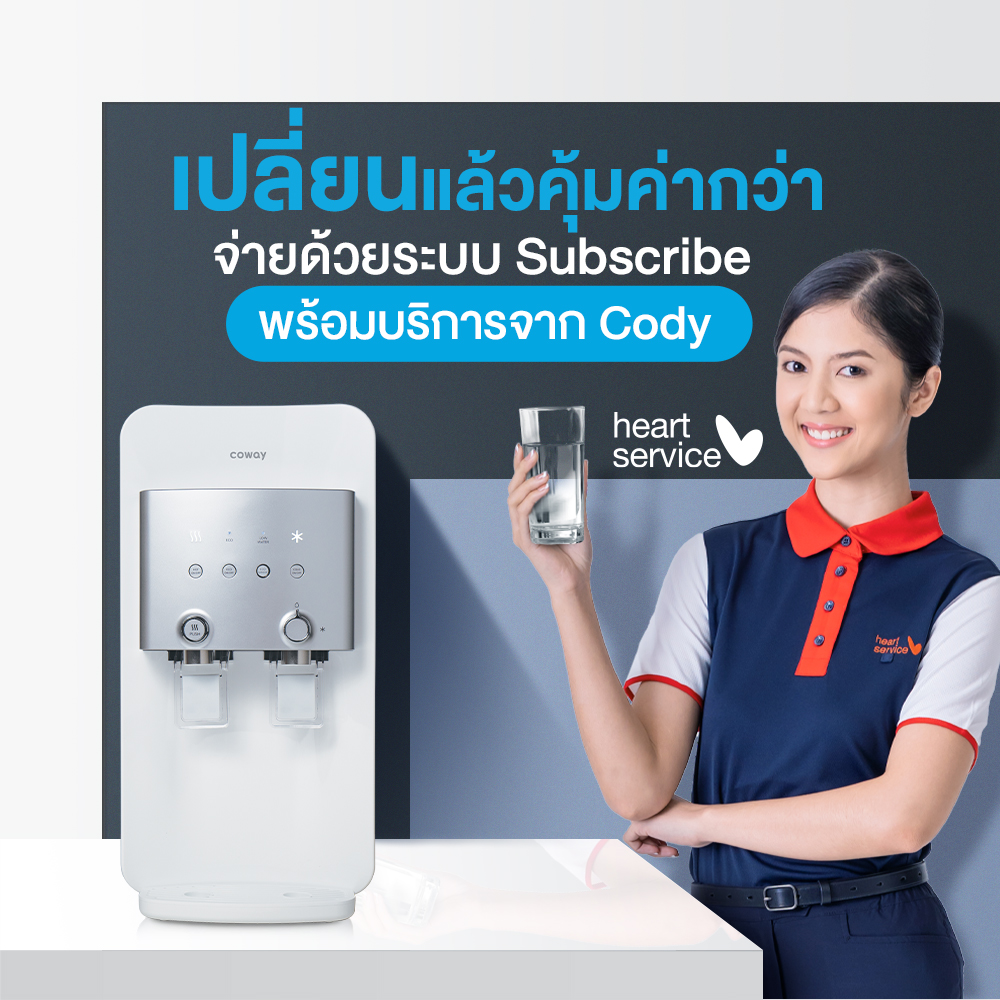 เปลี่ยนแล้วคุ้มค่ากว่า
จ่ายด้วยระบบ Subscribe
พร้อมบริการจาก Cody
heart
service
coway
heart
service